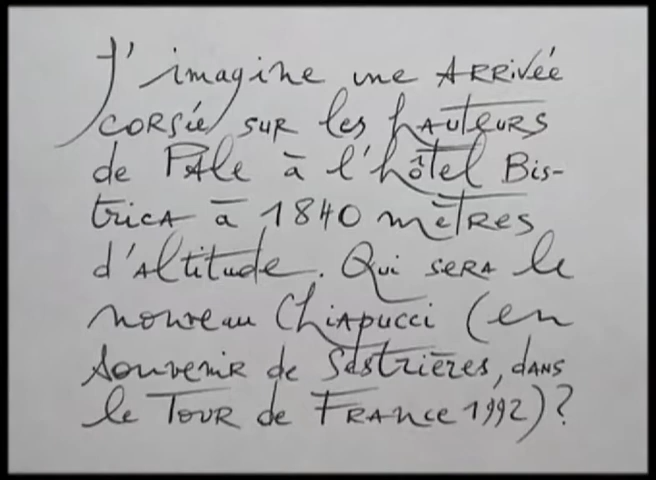 J'imagine une ARRIVÉE
CORSÉE SUR les hAUTEURS
de PALE à l'hôtel BIS-
tRICA à 1840 mÈTRES
d'Altitude. Qui SERA le
nouveau ChIAPUCCI (en
SouveniR de SESTRIÈRES, dANS
le TOUR de FRANCE 1992)?